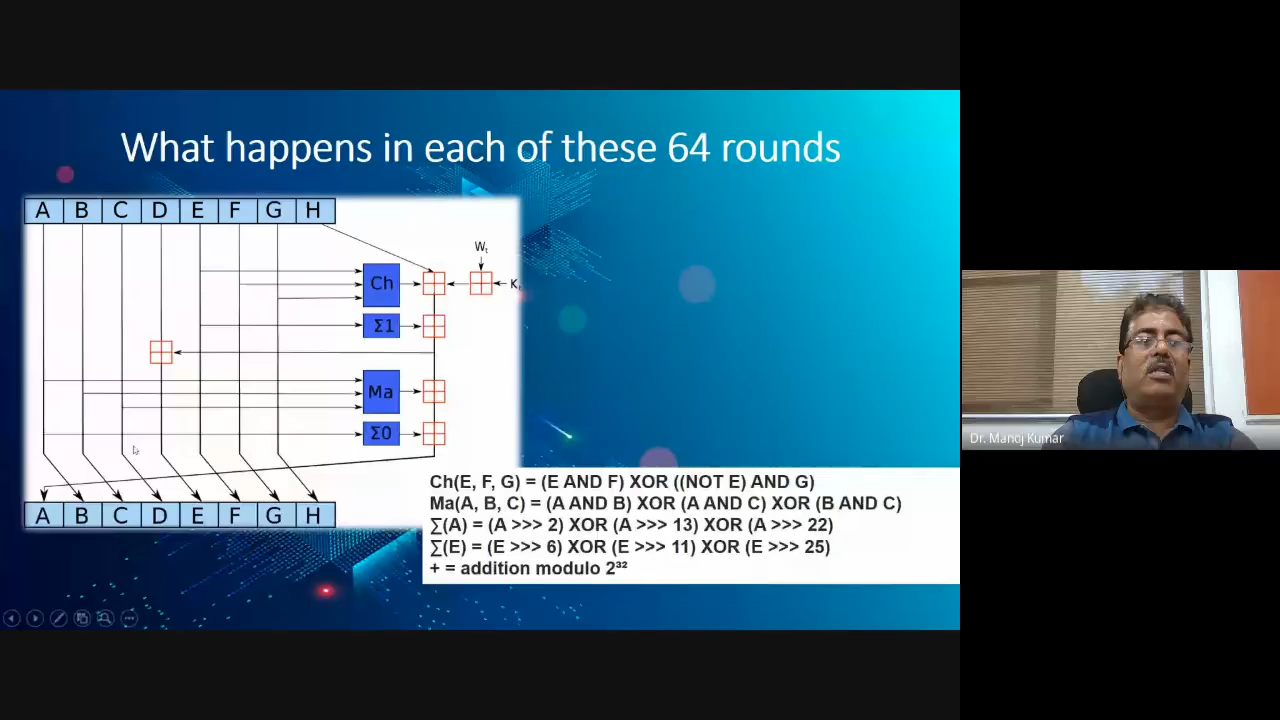 What happens in each of these 64 rounds
A B C D E F G H
Wt
Ch
Kt
Σ1
Ma
Σ0
A B C D E F G H
Ch(E, F, G) = (E AND F) XOR ((NOT E) AND G)
Ma(A, B, C) = (A AND B) XOR (A AND C) XOR (B AND C)
∑(A) = (A >>> 2) XOR (A >>> 13) XOR (A >>> 22)
∑(E) = (E >>> 6) XOR (E >>> 11) XOR (E >>> 25)
+ = addition modulo 2³²
Dr. Manoj Kumar